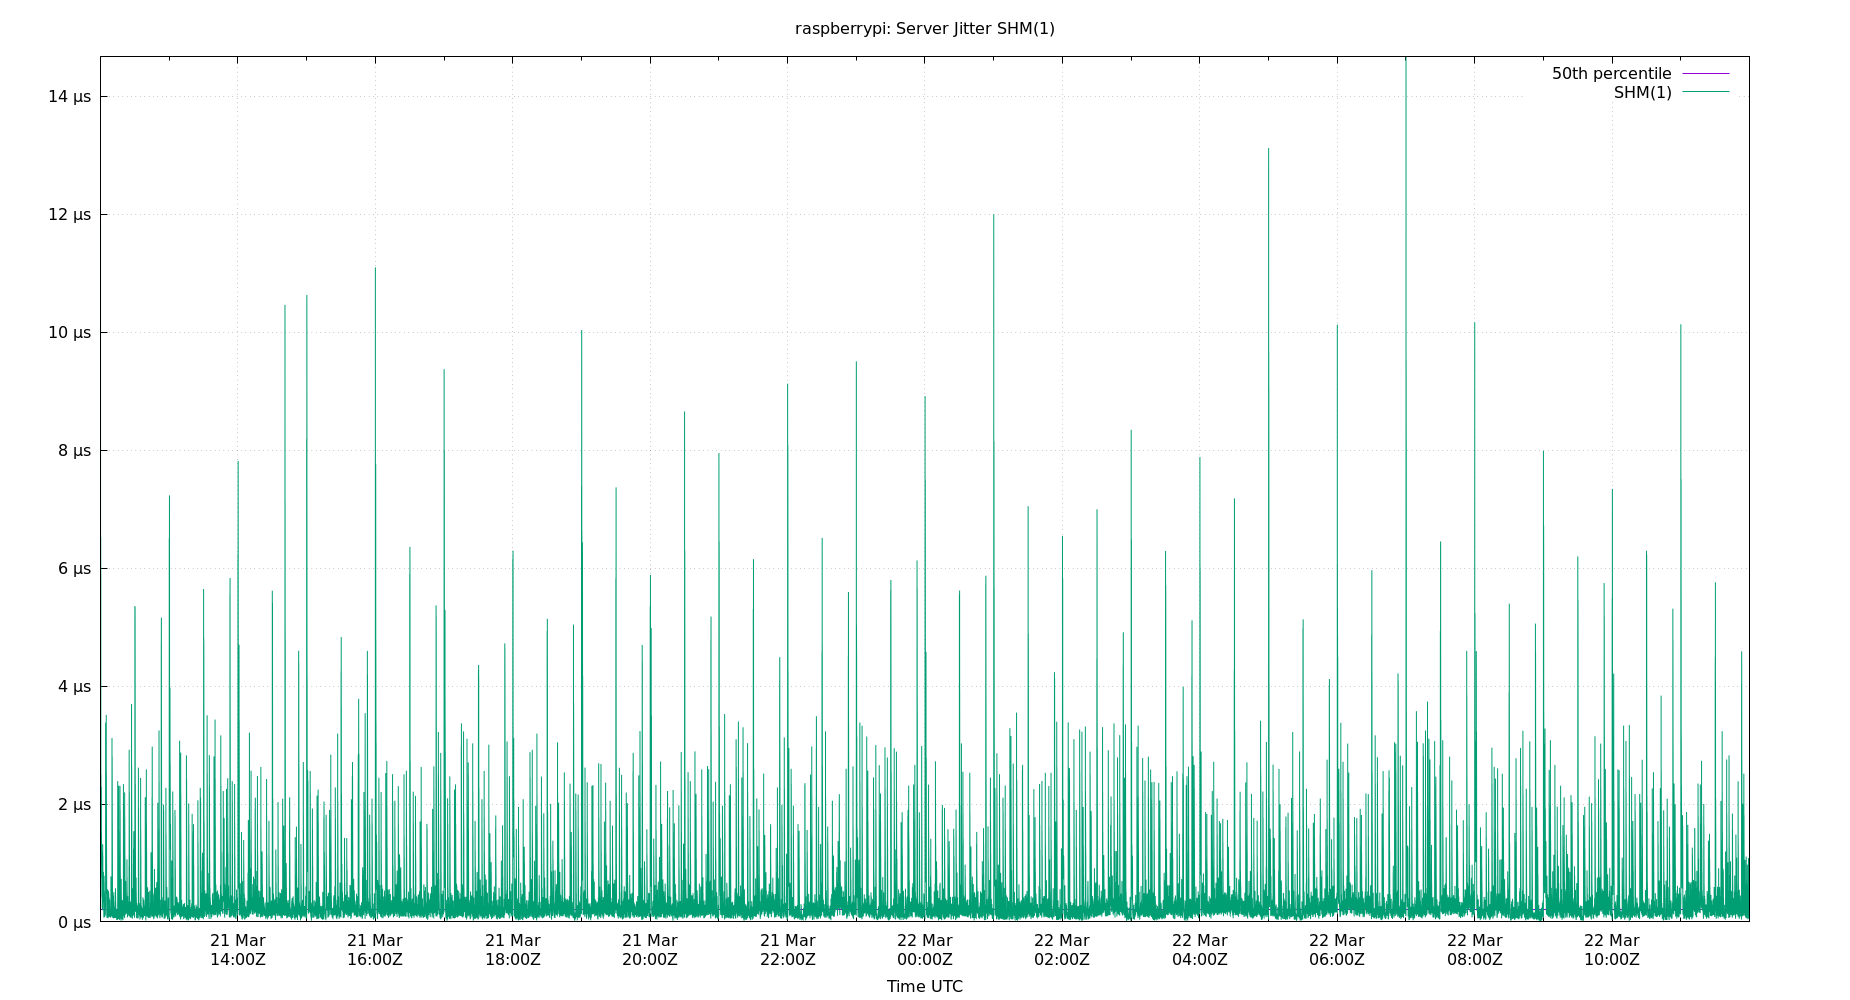 raspberrypi: Server Jitter SHM(1)
50th percentile
SHM(1)
14 µs
12 µs
10 µs
8 µs
6 µs
4 µs
2 µs
0 µs
21 Mar 14:00Z
21 Mar 16:00Z
21 Mar 18:00Z
21 Mar 20:00Z
21 Mar 22:00Z
22 Mar 00:00Z
22 Mar 02:00Z
22 Mar 04:00Z
22 Mar 06:00Z
22 Mar 08:00Z
22 Mar 10:00Z
Time UTC